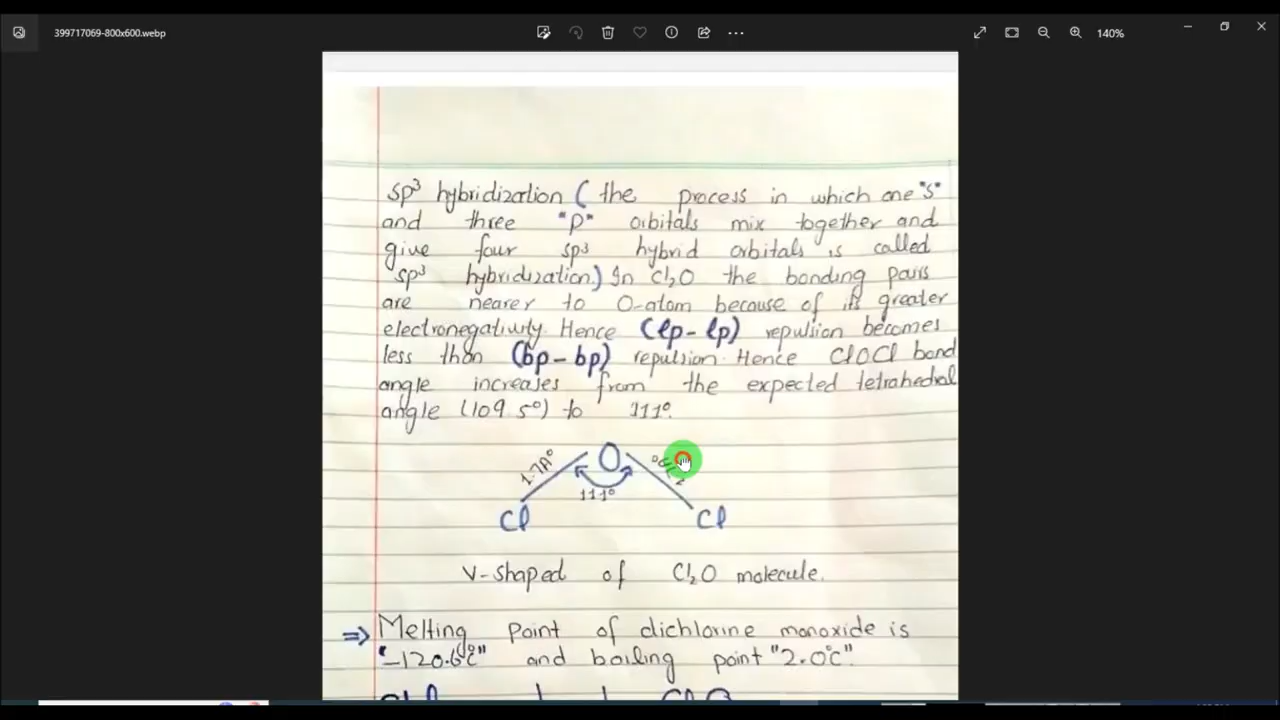 399717069-800x600.webp
140%
sp³ hybridization (the process in which one "s"
and three "p" orbitals mix together and
give four sp³ hybrid orbitals is called
sp³ hybridization.) In Cl₂O the bonding pairs
are nearer to O-atom because of its greater
electronegativity. Hence (lp-lp) repulsion becomes
less than (bp-bp) repulsion. Hence ClOCl bond
angle increases from the expected tetrahedral
angle (109.5°) to 111°.
1.7A° O
111°
Cl Cl
V-shaped of Cl₂O molecule.
⇒ Melting point of dichlorine monoxide is
"-120.6°C" and boiling point "2.0°C".